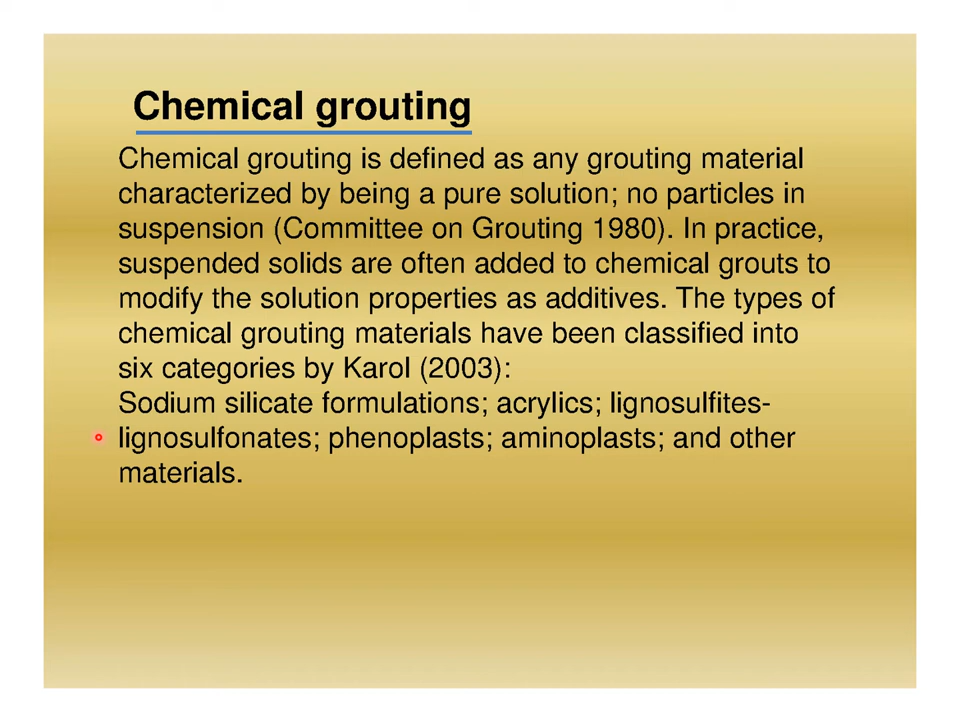 Chemical grouting
Chemical grouting is defined as any grouting material
characterized by being a pure solution; no particles in
suspension (Committee on Grouting 1980). In practice,
suspended solids are often added to chemical grouts to
modify the solution properties as additives. The types of
chemical grouting materials have been classified into
six categories by Karol (2003):
Sodium silicate formulations; acrylics; lignosulfites-
lignosulfonates; phenoplasts; aminoplasts; and other
materials.